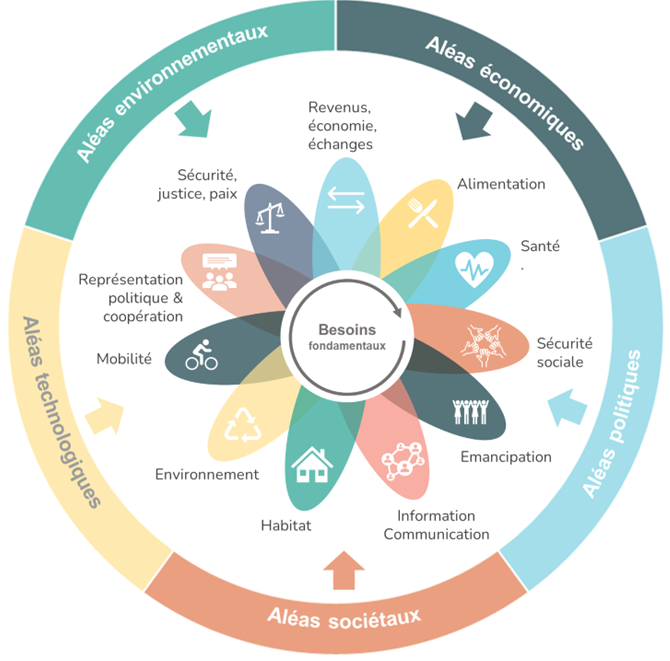 Aléas environnementaux
Aléas économiques
Revenus,
économie,
échanges
Sécurité,
justice, paix
Alimentation
Santé
.
Représentation
politique &
coopération
Besoins
fondamentaux
Sécurité
sociale
Mobilité
Aléas technologiques
Aléas politiques
Emancipation
Environnement
Information
Communication
Habitat
Aléas sociétaux